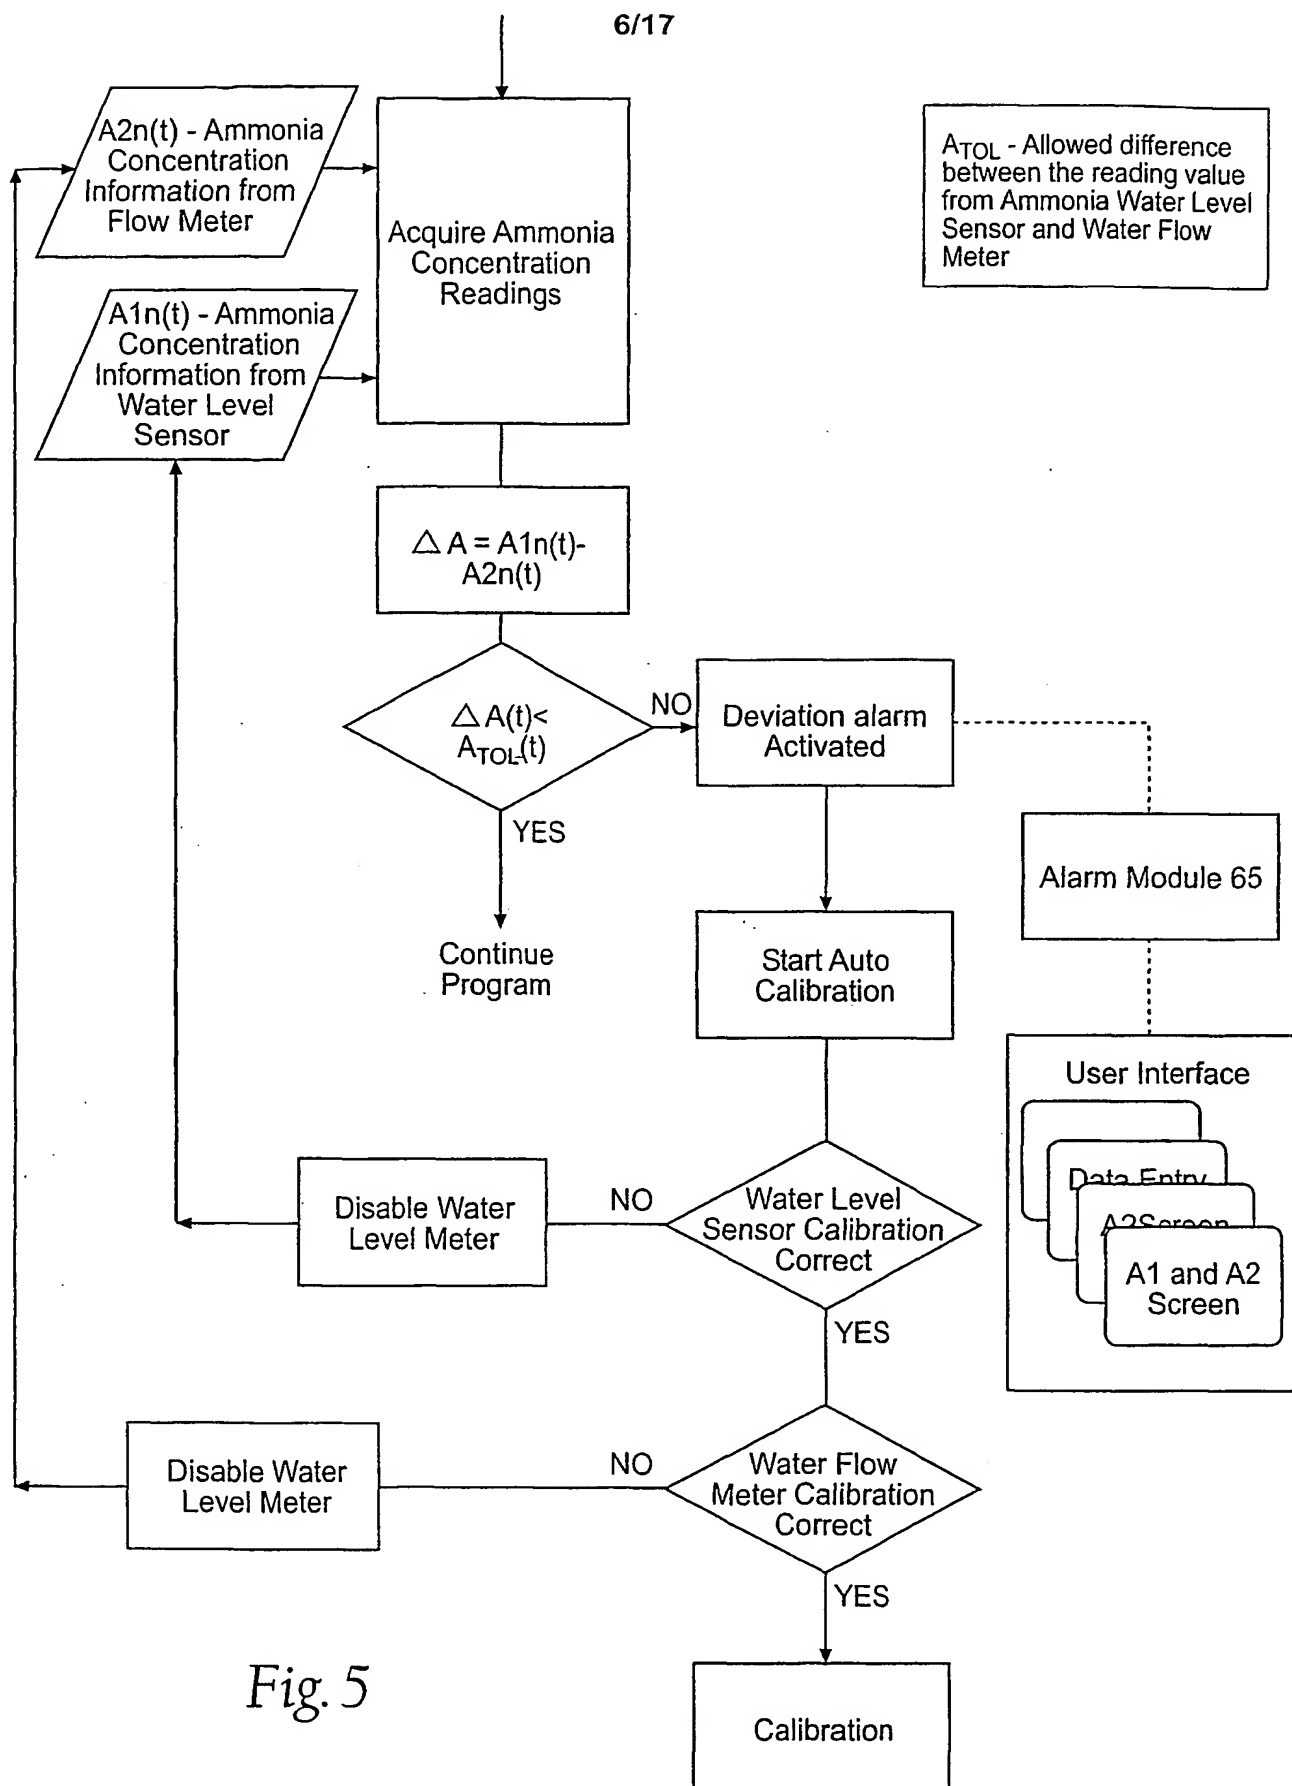 6/17
A2n(t) - Ammonia
Concentration
Information from
Flow Meter
A1n(t) - Ammonia
Concentration
Information from
Water Level
Sensor
Acquire Ammonia
Concentration
Readings
ATOL - Allowed difference
between the reading value
from Ammonia Water Level
Sensor and Water Flow
Meter
△ A = A1n(t)-
A2n(t)
△ A(t)<
ATOL(t)
NO
YES
Continue
Program
Deviation alarm
Activated
Alarm Module 65
Start Auto
Calibration
User Interface
Data Entry
A2Screen
A1 and A2
Screen
Water Level
Sensor Calibration
Correct
NO
Disable Water
Level Meter
YES
Water Flow
Meter Calibration
Correct
NO
Disable Water
Level Meter
YES
Calibration
Fig. 5